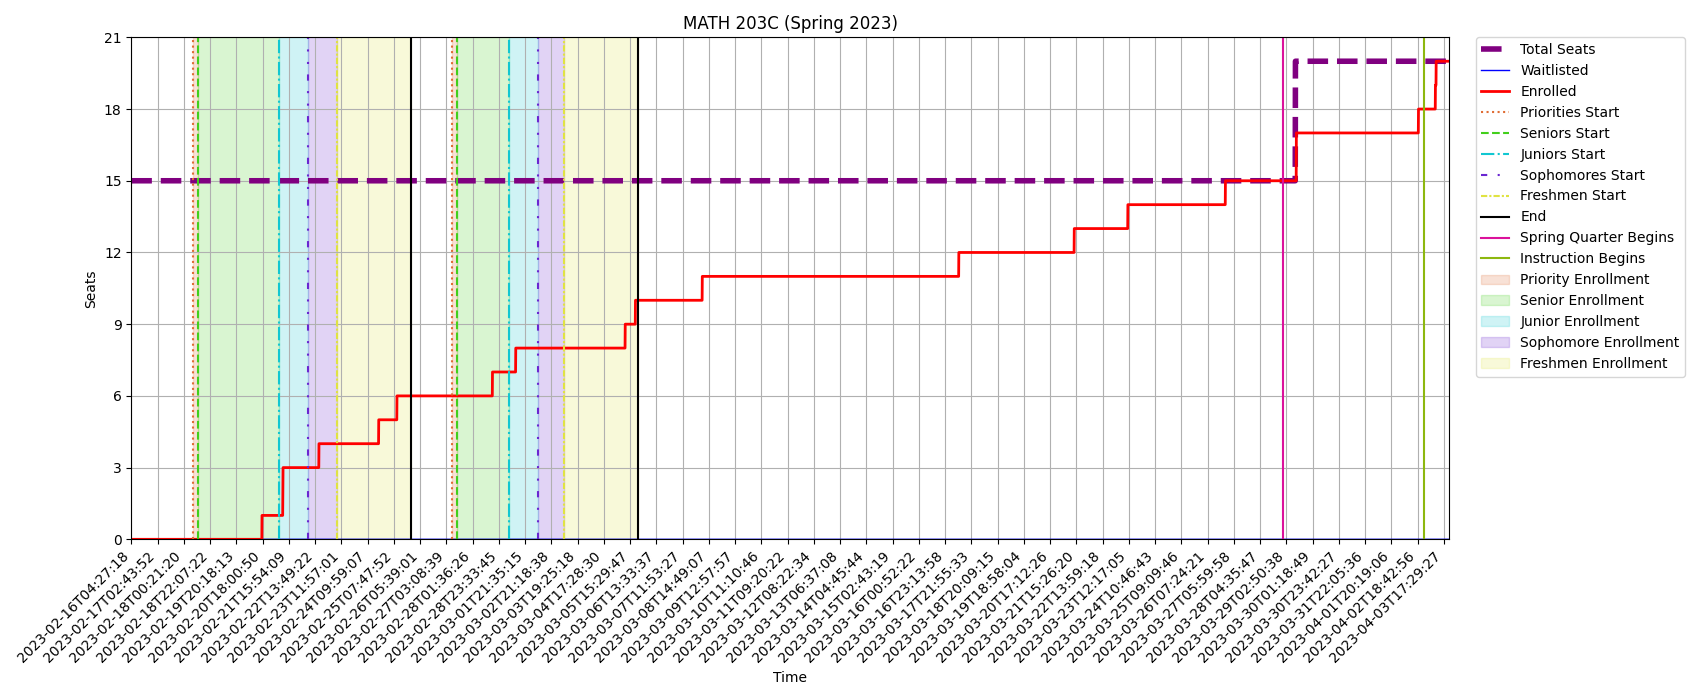 MATH 203C (Spring 2023)
21
18
15
12
9
6
3
0
Seats
2023-02-16T04:27:18
2023-02-17T02:43:52
2023-02-18T00:21:20
2023-02-18T22:07:22
2023-02-19T20:18:13
2023-02-20T18:00:50
2023-02-21T15:54:09
2023-02-22T13:49:22
2023-02-23T11:57:01
2023-02-24T09:59:07
2023-02-25T07:47:52
2023-02-26T05:39:01
2023-02-27T03:08:39
2023-02-28T01:36:26
2023-02-28T23:33:45
2023-03-01T21:35:15
2023-03-02T21:18:38
2023-03-03T19:25:18
2023-03-04T17:28:30
2023-03-05T15:29:47
2023-03-06T13:33:37
2023-03-07T11:53:27
2023-03-08T14:49:07
2023-03-09T12:57:57
2023-03-10T11:10:46
2023-03-11T09:20:22
2023-03-12T08:22:34
2023-03-13T06:37:08
2023-03-14T04:45:44
2023-03-15T02:43:19
2023-03-16T00:52:22
2023-03-16T23:13:58
2023-03-17T21:55:33
2023-03-18T20:09:15
2023-03-19T18:58:04
2023-03-20T17:12:26
2023-03-21T15:26:20
2023-03-22T13:59:18
2023-03-23T12:17:05
2023-03-24T10:46:43
2023-03-25T09:09:46
2023-03-26T07:24:21
2023-03-27T05:59:58
2023-03-28T04:35:47
2023-03-29T02:50:38
2023-03-30T01:18:49
2023-03-30T23:42:27
2023-03-31T22:05:36
2023-04-01T20:19:06
2023-04-02T18:42:56
2023-04-03T17:29:27
Time
Total Seats
Waitlisted
Enrolled
Priorities Start
Seniors Start
Juniors Start
Sophomores Start
Freshmen Start
End
Spring Quarter Begins
Instruction Begins
Priority Enrollment
Senior Enrollment
Junior Enrollment
Sophomore Enrollment
Freshmen Enrollment